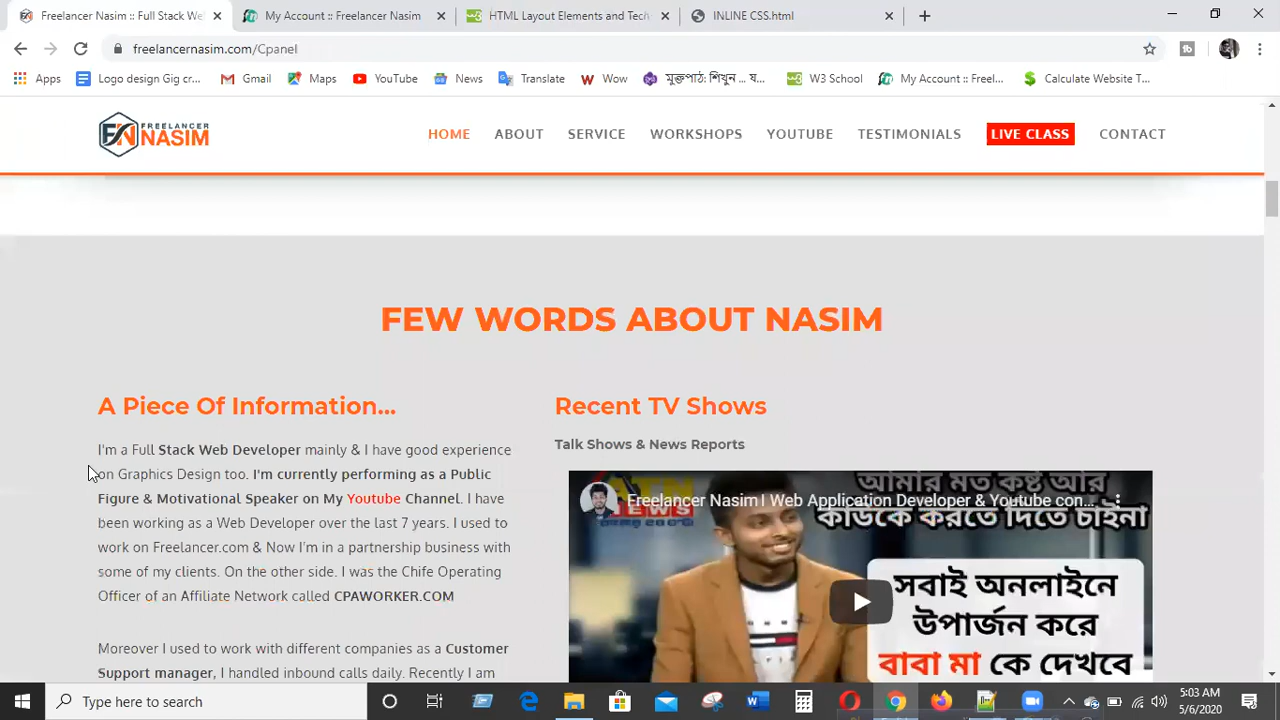 Freelancer Nasim :: Full Stack We
My Account :: Freelancer Nasim
HTML Layout Elements and Tech
INLINE CSS.html
freelancernasim.com/Cpanel
Apps
Logo design Gig cr...
Gmail
Maps
YouTube
News
Translate
Wow
মুক্তপাঠ: শিখুন ... য...
W3 School
My Account :: Freel...
Calculate Website T...
FREELANCER
NASIM
HOME
ABOUT
SERVICE
WORKSHOPS
YOUTUBE
TESTIMONIALS
LIVE CLASS
CONTACT
FEW WORDS ABOUT NASIM
A Piece Of Information...
I'm a Full Stack Web Developer mainly & I have good experience
on Graphics Design too. I'm currently performing as a Public
Figure & Motivational Speaker on My Youtube Channel. I have
been working as a Web Developer over the last 7 years. I used to
work on Freelancer.com & Now I'm in a partnership business with
some of my clients. On the other side. I was the Chife Operating
Officer of an Affiliate Network called CPAWORKER.COM
Moreover I used to work with different companies as a Customer
Support manager, I handled inbound calls daily. Recently I am
Recent TV Shows
Talk Shows & News Reports
আমার মত কষ্ট আর
Freelancer Nasim I Web Application Developer & Youtube con...
কাউকে করতে দিতে চাইনা
NEWS
সবাই অনলাইনে
উপার্জন করে
বাবা মা কে দেখবে
Type here to search
5:03 AM
5/6/2020